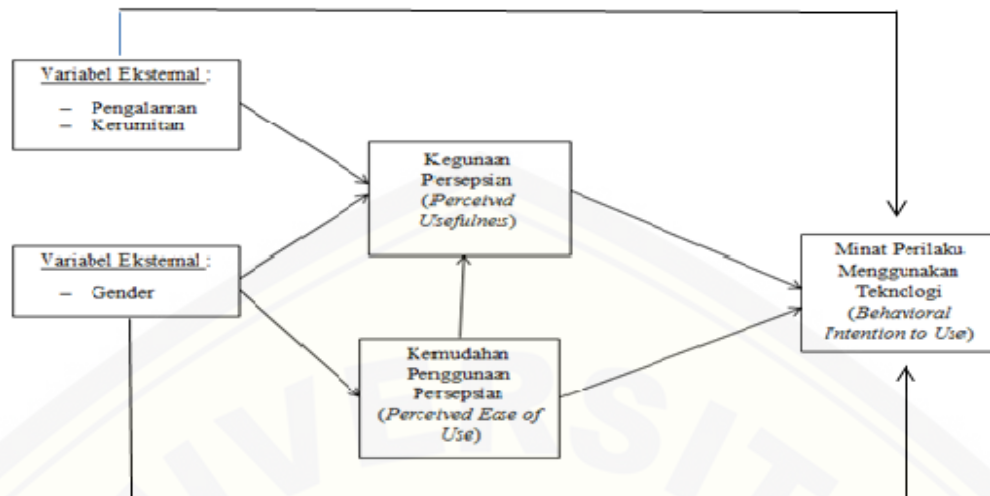 Variabel Eksternal :
– Pengalaman
– Kerumitan
Kegunaan
Persepsian
(Perceived
Usefulness)
Variabel Eksternal :
– Gender
Minat Perilaku
Menggunakan
Teknologi
(Behavioral
Intention to Use)
Kemudahan
Penggunaan
Persepsian
(Perceived Ease of
Use)